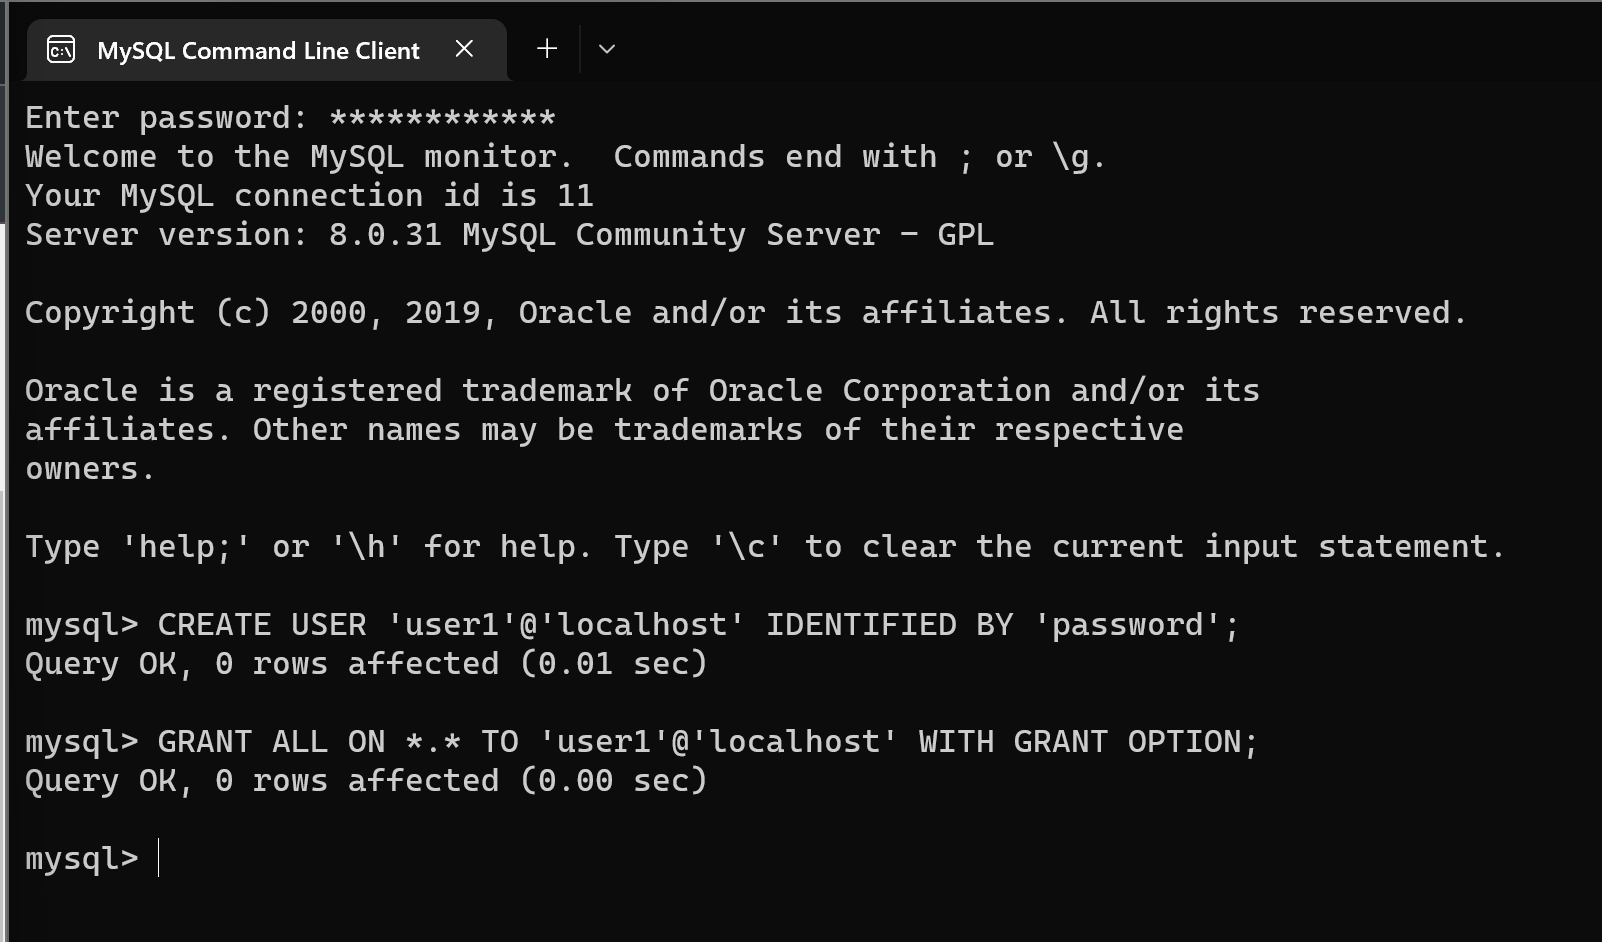 MySQL Command Line Client
Enter password: ************
Welcome to the MySQL monitor.  Commands end with ; or \g.
Your MySQL connection id is 11
Server version: 8.0.31 MySQL Community Server - GPL
Copyright (c) 2000, 2019, Oracle and/or its affiliates. All rights reserved.
Oracle is a registered trademark of Oracle Corporation and/or its
affiliates. Other names may be trademarks of their respective
owners.
Type 'help;' or '\h' for help. Type '\c' to clear the current input statement.
mysql> CREATE USER 'user1'@'localhost' IDENTIFIED BY 'password';
Query OK, 0 rows affected (0.01 sec)
mysql> GRANT ALL ON *.* TO 'user1'@'localhost' WITH GRANT OPTION;
Query OK, 0 rows affected (0.00 sec)
mysql>